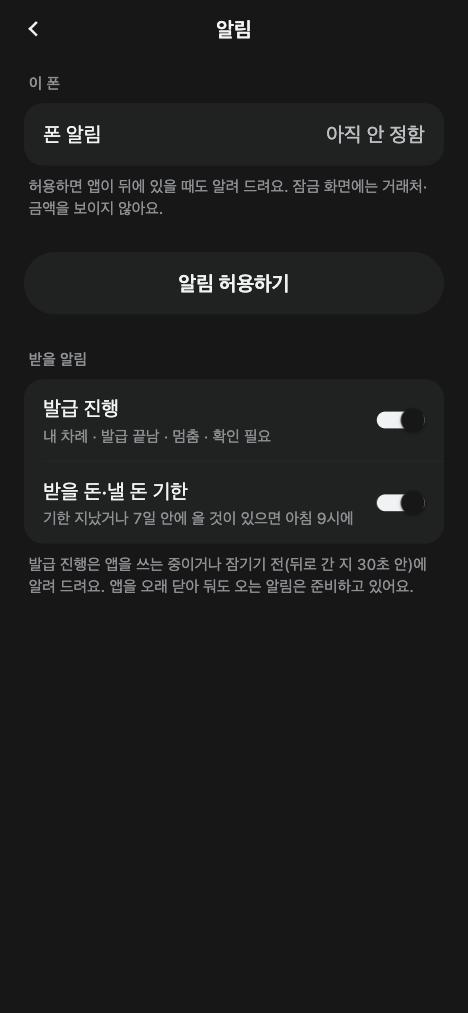 알림
이 폰
폰 알림 아직 안 정함
허용하면 앱이 뒤에 있을 때도 알려 드려요. 잠금 화면에는 거래처·
금액을 보이지 않아요.
알림 허용하기
받을 알림
발급 진행
내 차례 · 발급 끝남 · 멈춤 · 확인 필요
받을 돈·낼 돈 기한
기한 지났거나 7일 안에 올 것이 있으면 아침 9시에
발급 진행은 앱을 쓰는 중이거나 잠기기 전(뒤로 간 지 30초 안)에
알려 드려요. 앱을 오래 닫아 둬도 오는 알림은 준비하고 있어요.